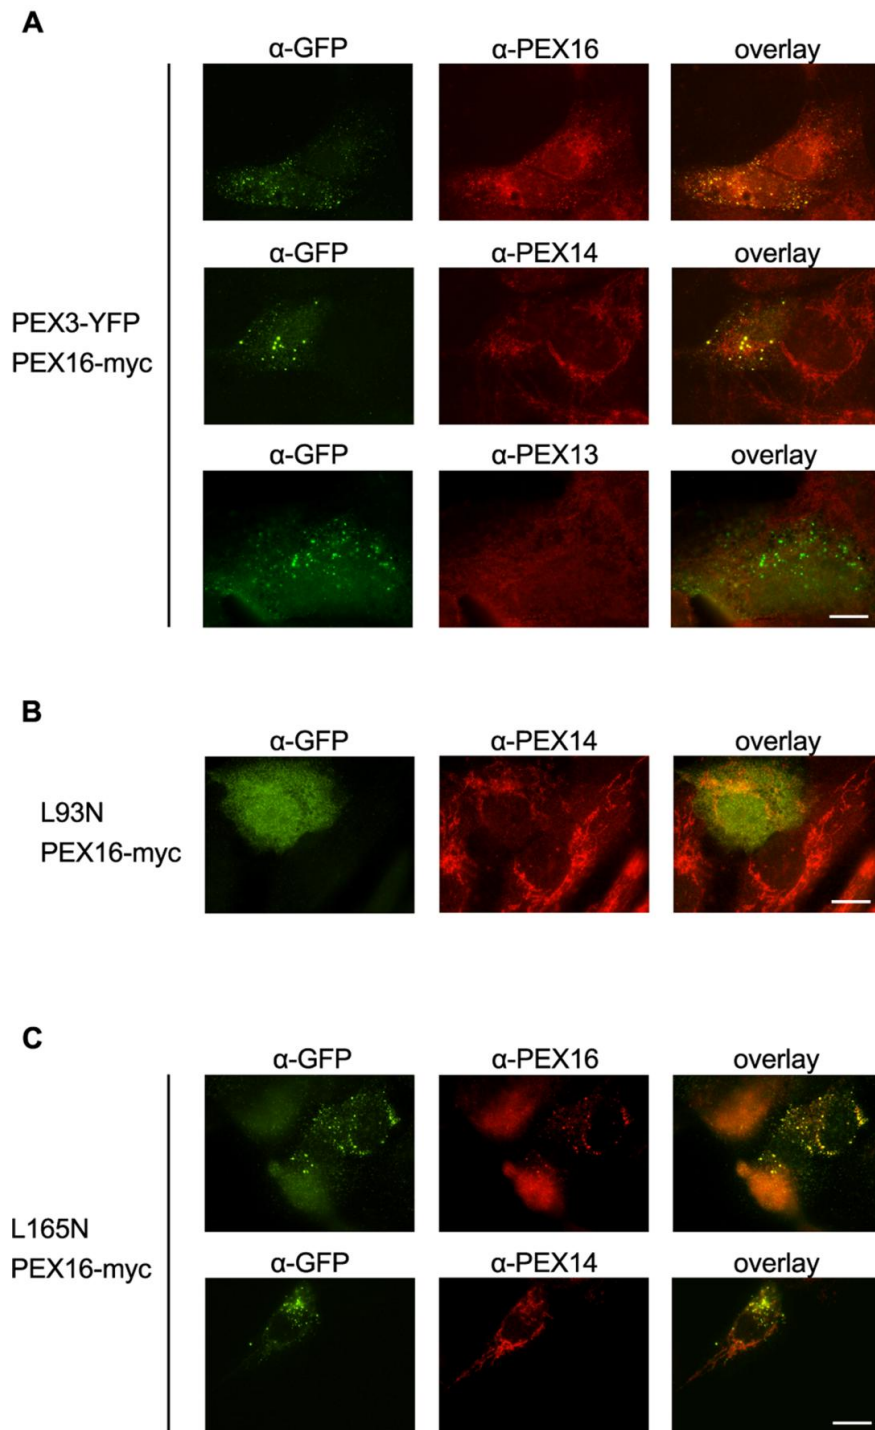 A
α-GFP α-PEX16 overlay
α-GFP α-PEX14 overlay
PEX3-YFP
PEX16-myc
α-GFP α-PEX13 overlay
B
α-GFP α-PEX14 overlay
L93N
PEX16-myc
C
α-GFP α-PEX16 overlay
L165N
PEX16-myc
α-GFP α-PEX14 overlay